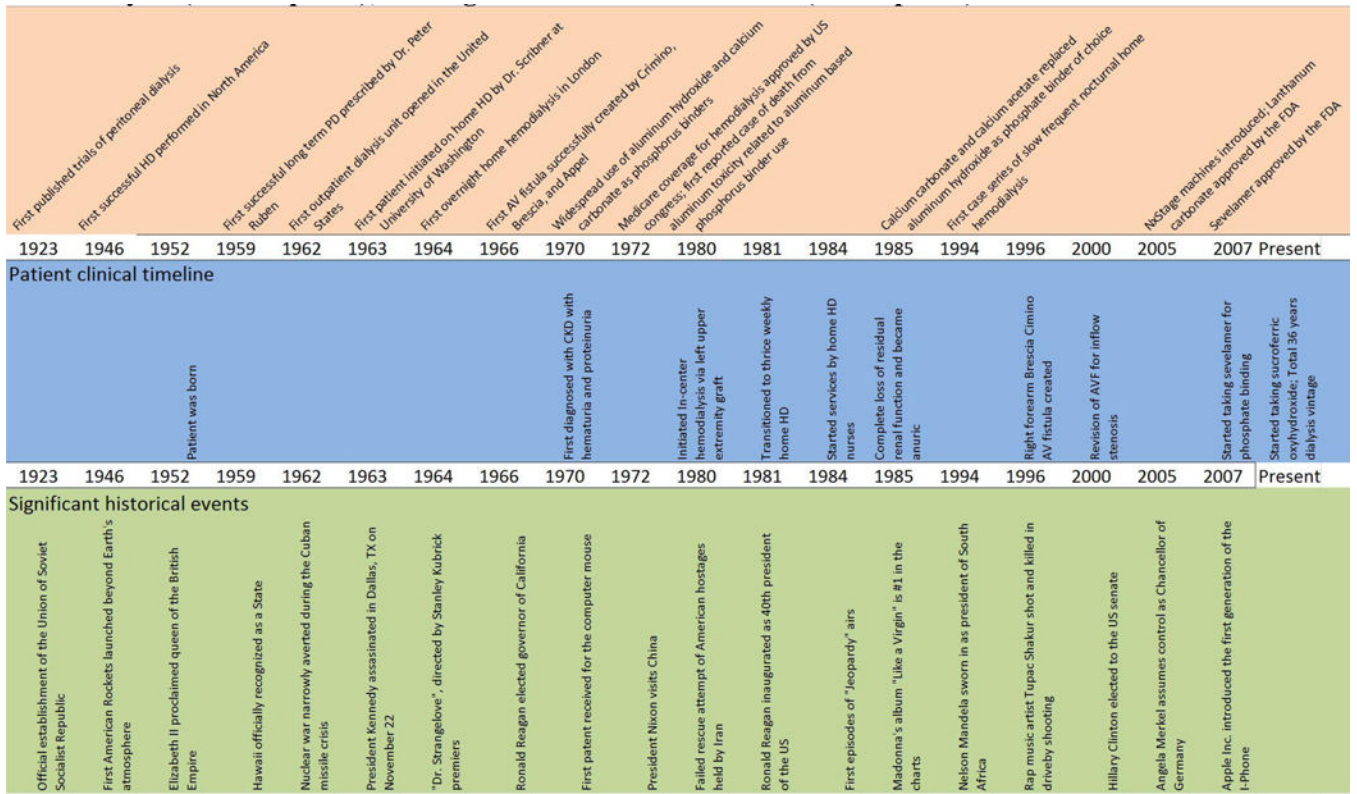 First published trials of peritoneal dialysis
First successful HD performed in North America
First successful long term PD prescribed by Dr. Peter
Ruben
First outpatient dialysis unit opened in the United
States
First patient initiated on home HD by Dr. Scribner at
University of Washington
First overnight home hemodialysis in London
First AV fistula successfully created by Crimino,
Brescia, and Appel
Widespread use of aluminum hydroxide and calcium
carbonate as phosphorus binders
Medicare coverage for hemodialysis approved by US
congress; first reported case of death from
aluminum toxicity related to aluminum based
phosphorus binder use
Calcium carbonate and calcium acetate replaced
aluminum hydroxide as phosphate binder of choice
First case series of slow frequent nocturnal home
hemodialysis
NxStage machines introduced; Lanthanum
carbonate approved by the FDA
Sevelamer approved by the FDA
1923 1946 1952 1959 1962 1963 1964 1966 1970 1972 1980 1981 1984 1985 1994 1996 2000 2005 2007 Present
Patient clinical timeline
Patient was born
First diagnosed with CKD with
hematuria and proteinuria
Initiated In-center
hemodialysis via left upper
extremity graft
Transitioned to thrice weekly
home HD
Started services by home HD
nurses
Complete loss of residual
renal function and became
anuric
Right forearm Brescia Cimino
AV fistula created
Revision of AVF for inflow
stenosis
Started taking sevelamer for
phosphate binding
Started taking sucroferric
oxyhydroxide; Total 36 years
dialysis vintage
1923 1946 1952 1959 1962 1963 1964 1966 1970 1972 1980 1981 1984 1985 1994 1996 2000 2005 2007 Present
Significant historical events
Official establishment of the Union of Soviet
Socialist Republic
First American Rockets launched beyond Earth's
atmosphere
Elizabeth II proclaimed queen of the British
Empire
Hawaii officially recognized as a State
Nuclear war narrowly averted during the Cuban
missile crisis
President Kennedy assasinated in Dallas, TX on
November 22
"Dr. Strangelove", directed by Stanley Kubrick
premiers
Ronald Reagan elected governor of California
First patent received for the computer mouse
President Nixon visits China
Failed rescue attempt of American hostages
held by Iran
Ronald Reagan inaugurated as 40th president
of the US
First episodes of "Jeopardy" airs
Madonna's album "Like a Virgin" is #1 in the
charts
Nelson Mandela sworn in as president of South
Africa
Rap music artist Tupac Shakur shot and killed in
driveby shooting
Hillary Clinton elected to the US senate
Angela Merkel assumes control as Chancellor of
Germany
Apple Inc. introduced the first generation of the
I-Phone